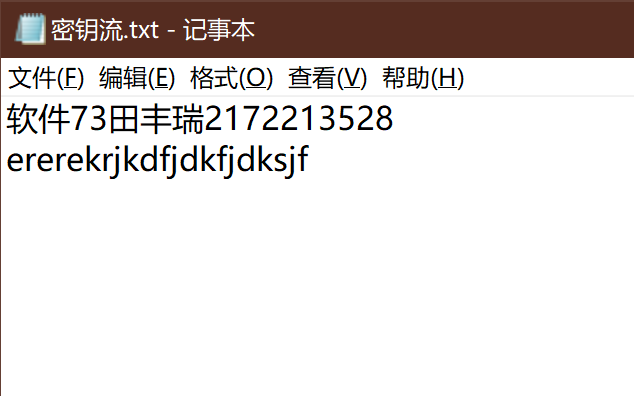 密钥流.txt - 记事本
文件(F) 编辑(E) 格式(O) 查看(V) 帮助(H)
软件73田丰瑞2172213528
ererekrjkdfjdkfjdksjf